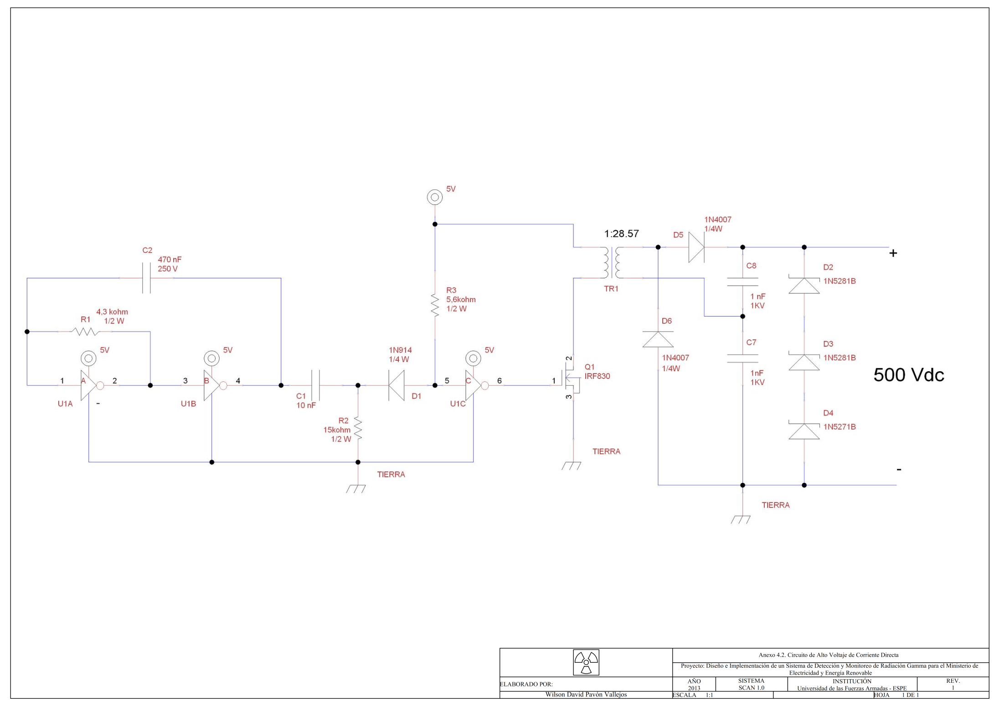 5V
1:28.57
1N4007
1/4W
D5
+
C2
470 nF
250 V
C8
1 nF
1KV
D2
1N5281B
TR1
R3
5,6kohm
1/2 W
R1
4,3 kohm
1/2 W
D6
1N4007
1/4W
C7
1nF
1KV
D3
1N5281B
5V
5V
1N914
1/4 W
5V
500 Vdc
1
A
2
U1A
-
3
B
4
U1B
C1
10 nF
D1
5
C
6
U1C
1
2
3
Q1
IRF830
R2
15kohm
1/2 W
D4
1N5271B
TIERRA
TIERRA
-
TIERRA
Anexo 4.2. Circuito de Alto Voltaje de Corriente Directa
Proyecto: Diseño e Implementación de un Sistema de Detección y Monitoreo de Radiación Gamma para el Ministerio de
Electricidad y Energía Renovable
ELABORADO POR:
Wilson David Pavón Vallejos
AÑO
2013
SISTEMA
SCAN 1.0
INSTITUCIÓN
Universidad de las Fuerzas Armadas - ESPE
REV.
1
ESCALA 1:1
HOJA 1 DE 1